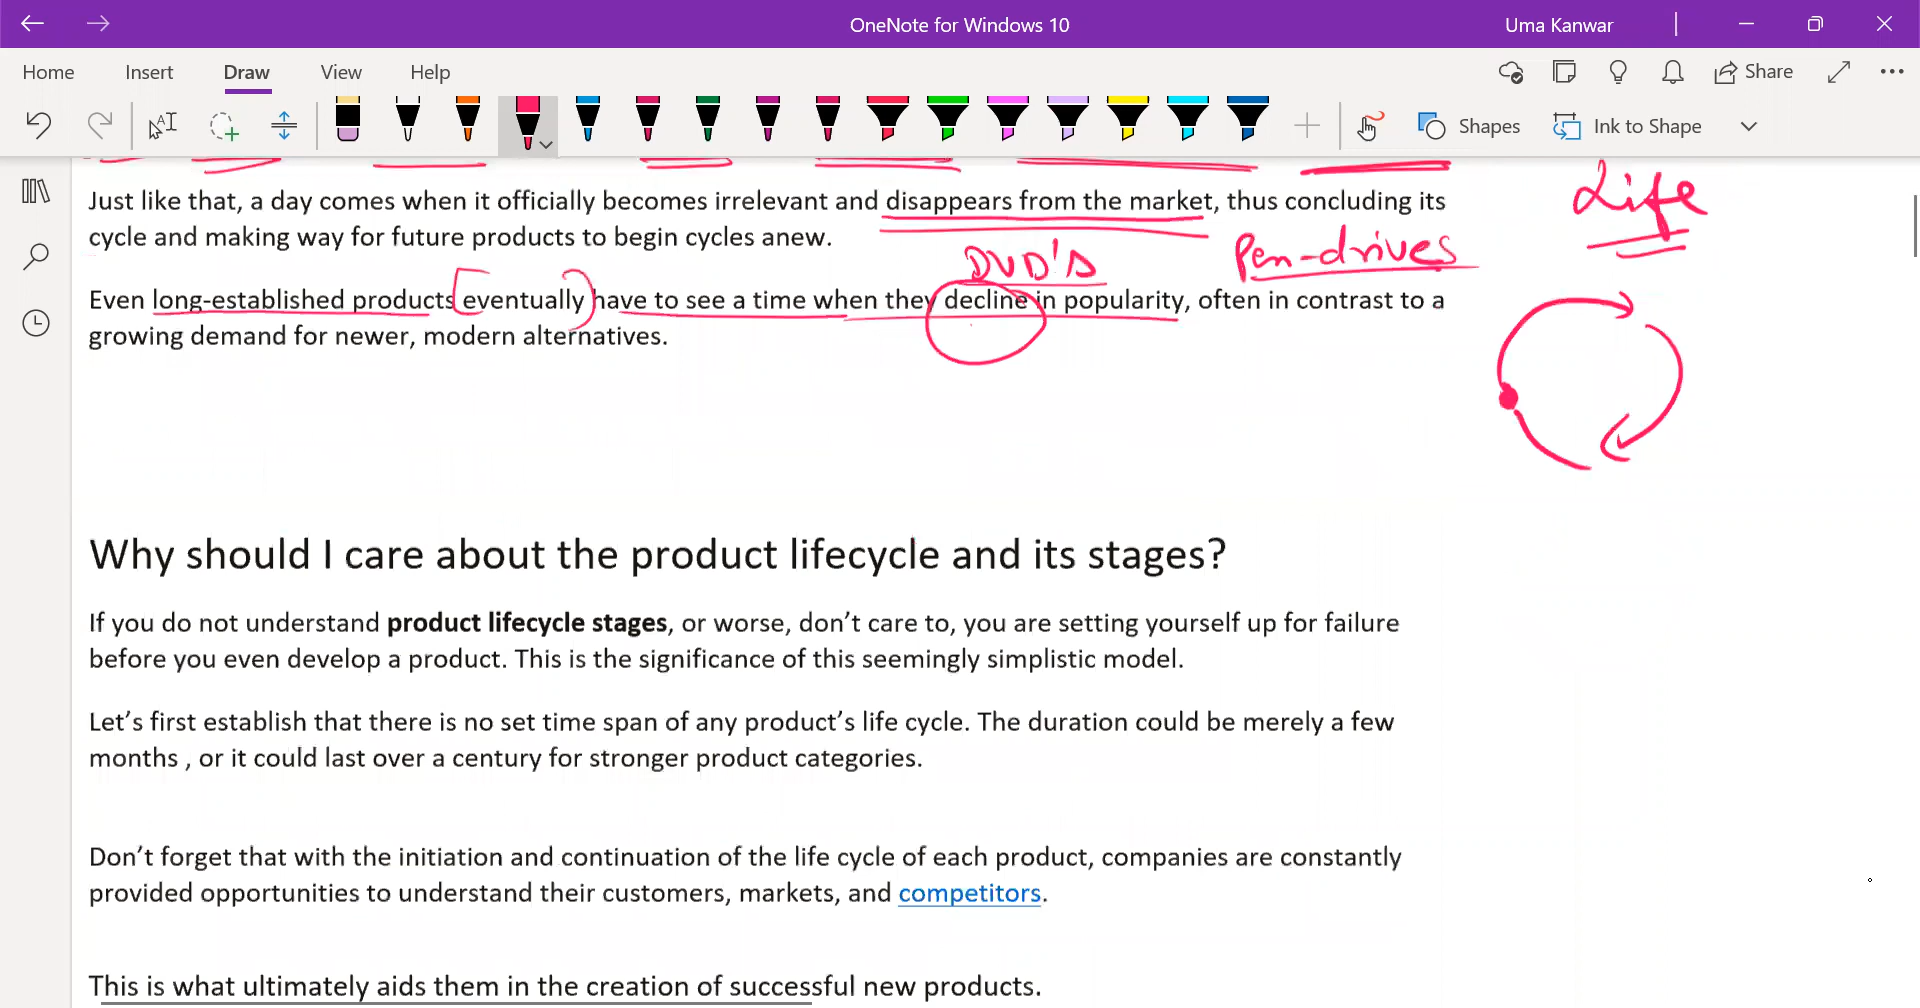 OneNote for Windows 10
Uma Kanwar
Home Insert Draw View Help
Share
Shapes
Ink to Shape
Life
Just like that, a day comes when it officially becomes irrelevant and disappears from the market, thus concluding its
cycle and making way for future products to begin cycles anew.
DVD's
Pen-drives
Even long-established products eventually have to see a time when they decline in popularity, often in contrast to a
growing demand for newer, modern alternatives.
Why should I care about the product lifecycle and its stages?
If you do not understand product lifecycle stages, or worse, don’t care to, you are setting yourself up for failure
before you even develop a product. This is the significance of this seemingly simplistic model.
Let’s first establish that there is no set time span of any product’s life cycle. The duration could be merely a few
months , or it could last over a century for stronger product categories.
Don’t forget that with the initiation and continuation of the life cycle of each product, companies are constantly
provided opportunities to understand their customers, markets, and competitors.
This is what ultimately aids them in the creation of successful new products.